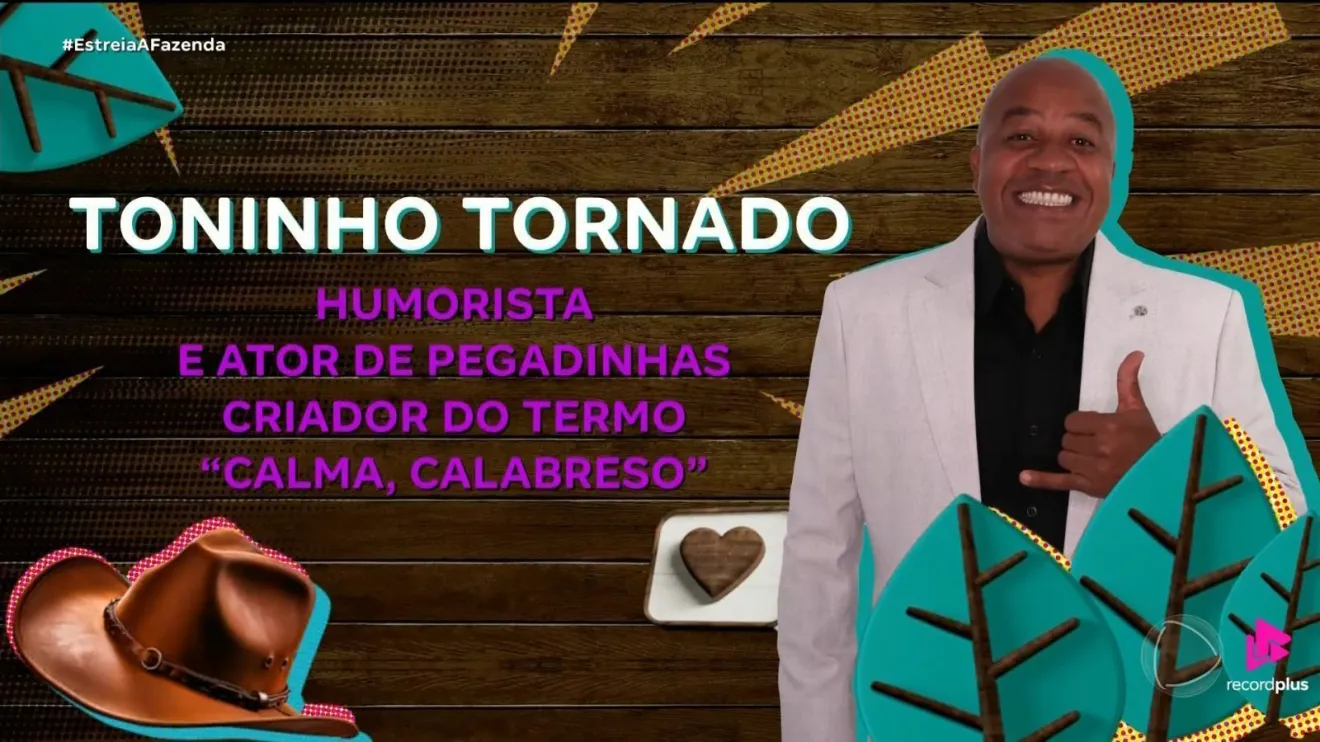 #EstreiaAFazenda
TONINHO TORNADO
HUMORISTA
E ATOR DE PEGADINHAS
CRIADOR DO TERMO
“CALMA, CALABRESO”
recordplus